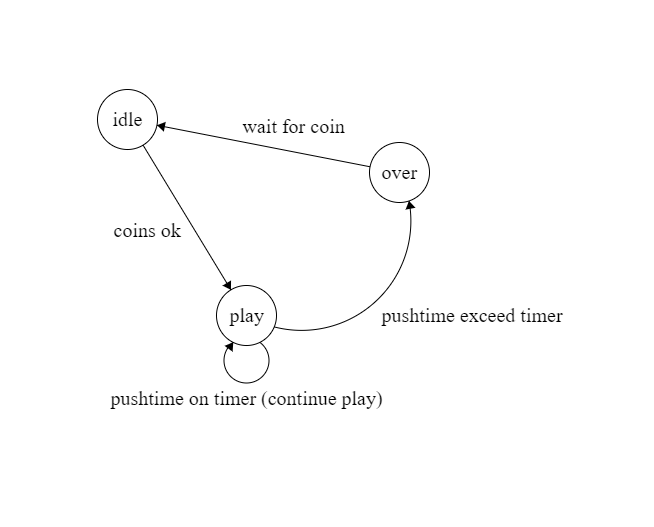 idle
wait for coin
over
coins ok
play
pushtime exceed timer
pushtime on timer (continue play)